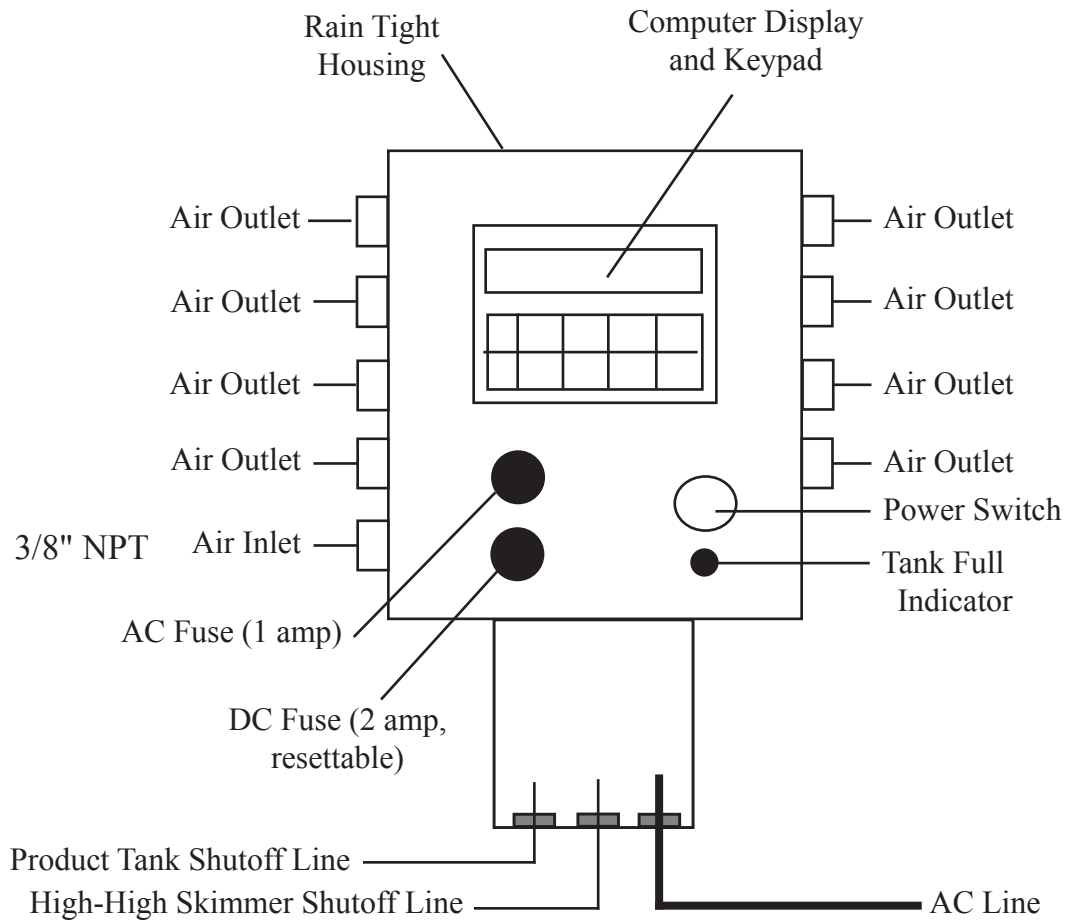 Rain Tight
Housing
Computer Display
and Keypad
Air Outlet
Air Outlet
Air Outlet
Air Outlet
Air Outlet
Air Outlet
Air Outlet
Air Outlet
Power Switch
3/8" NPT
Air Inlet
Tank Full
Indicator
AC Fuse (1 amp)
DC Fuse (2 amp,
resettable)
Product Tank Shutoff Line
High-High Skimmer Shutoff Line
AC Line